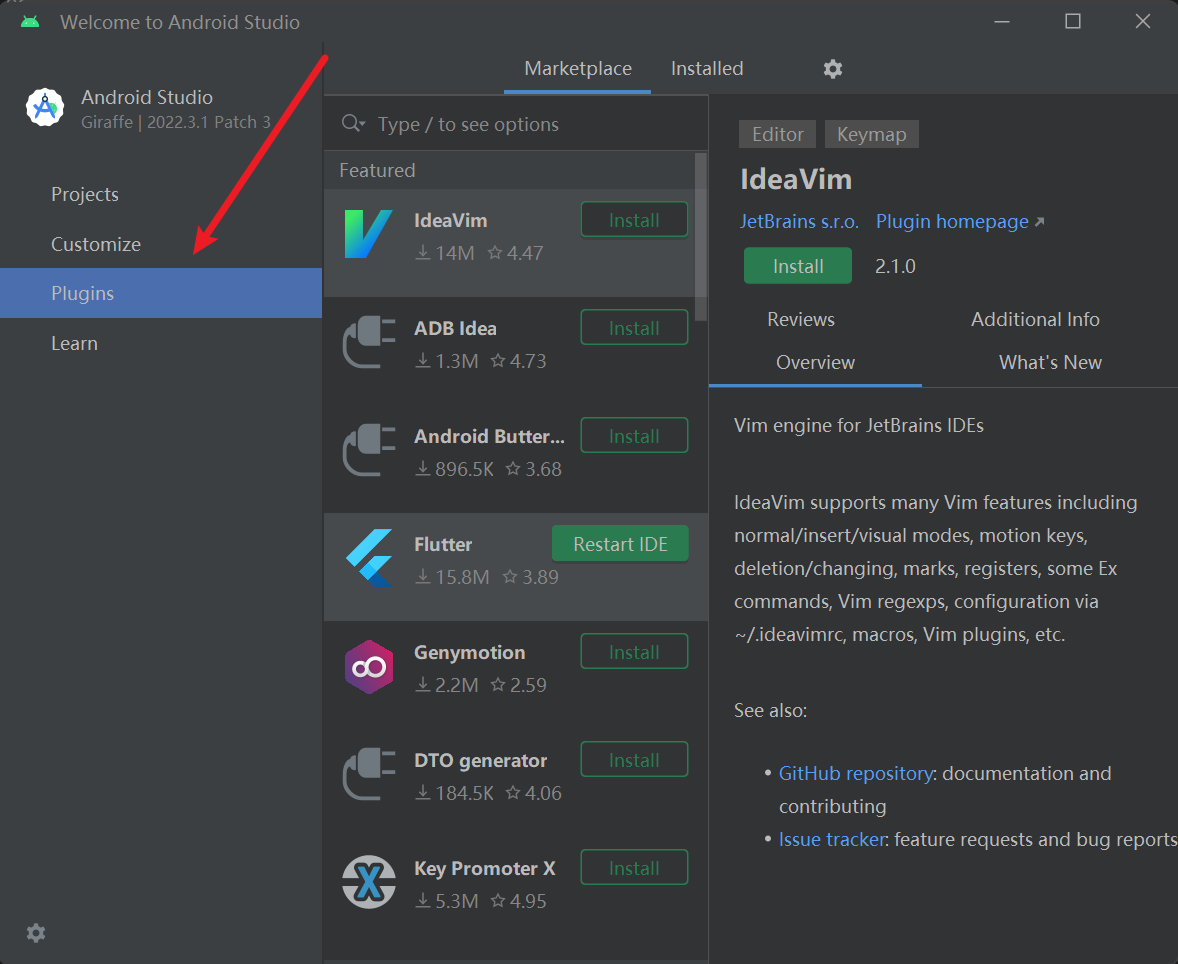 Welcome to Android Studio
Android Studio
Giraffe | 2022.3.1 Patch 3
Projects
Customize
Plugins
Learn
Marketplace
Installed
Type / to see options
Featured
IdeaVim
Install
14M
4.47
ADB Idea
Install
1.3M
4.73
Android Butter...
Install
896.5K
3.68
Flutter
Restart IDE
15.8M
3.89
Genymotion
Install
2.2M
2.59
DTO generator
Install
184.5K
4.06
Key Promoter X
Install
5.3M
4.95
Editor
Keymap
IdeaVim
JetBrains s.r.o.
Plugin homepage ↗
Install
2.1.0
Reviews
Additional Info
Overview
What's New
Vim engine for JetBrains IDEs
IdeaVim supports many Vim features including
normal/insert/visual modes, motion keys,
deletion/changing, marks, registers, some Ex
commands, Vim regexps, configuration via
~/.ideavimrc, macros, Vim plugins, etc.
See also:
• GitHub repository: documentation and
contributing
• Issue tracker: feature requests and bug reports